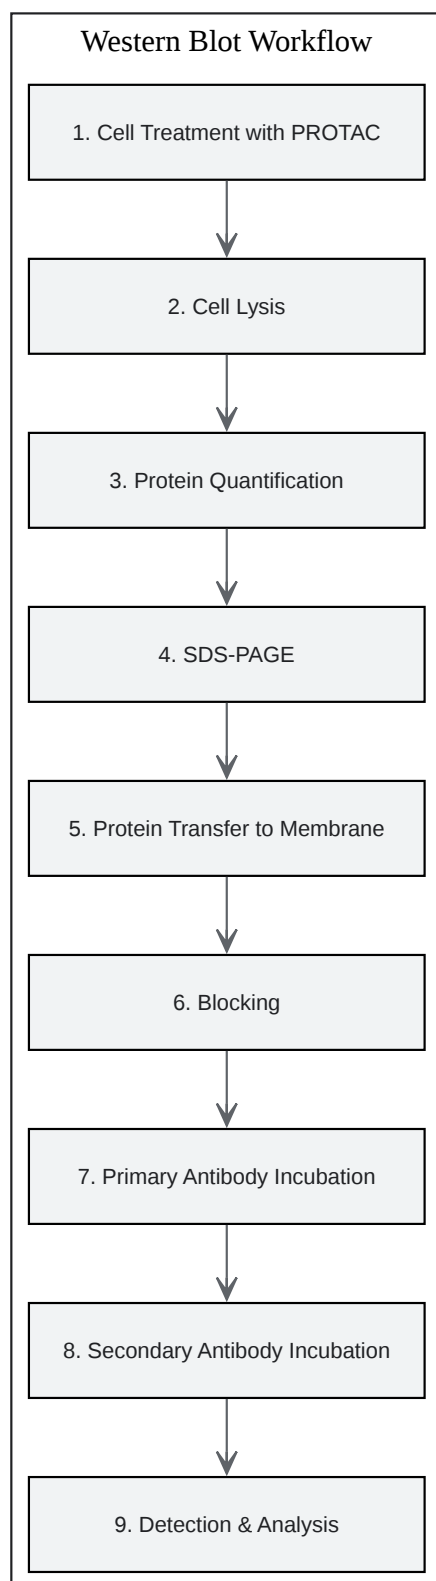 Western Blot Workflow
1. Cell Treatment with PROTAC
2. Cell Lysis
3. Protein Quantification
4. SDS-PAGE
5. Protein Transfer to Membrane
6. Blocking
7. Primary Antibody Incubation
8. Secondary Antibody Incubation
9. Detection & Analysis